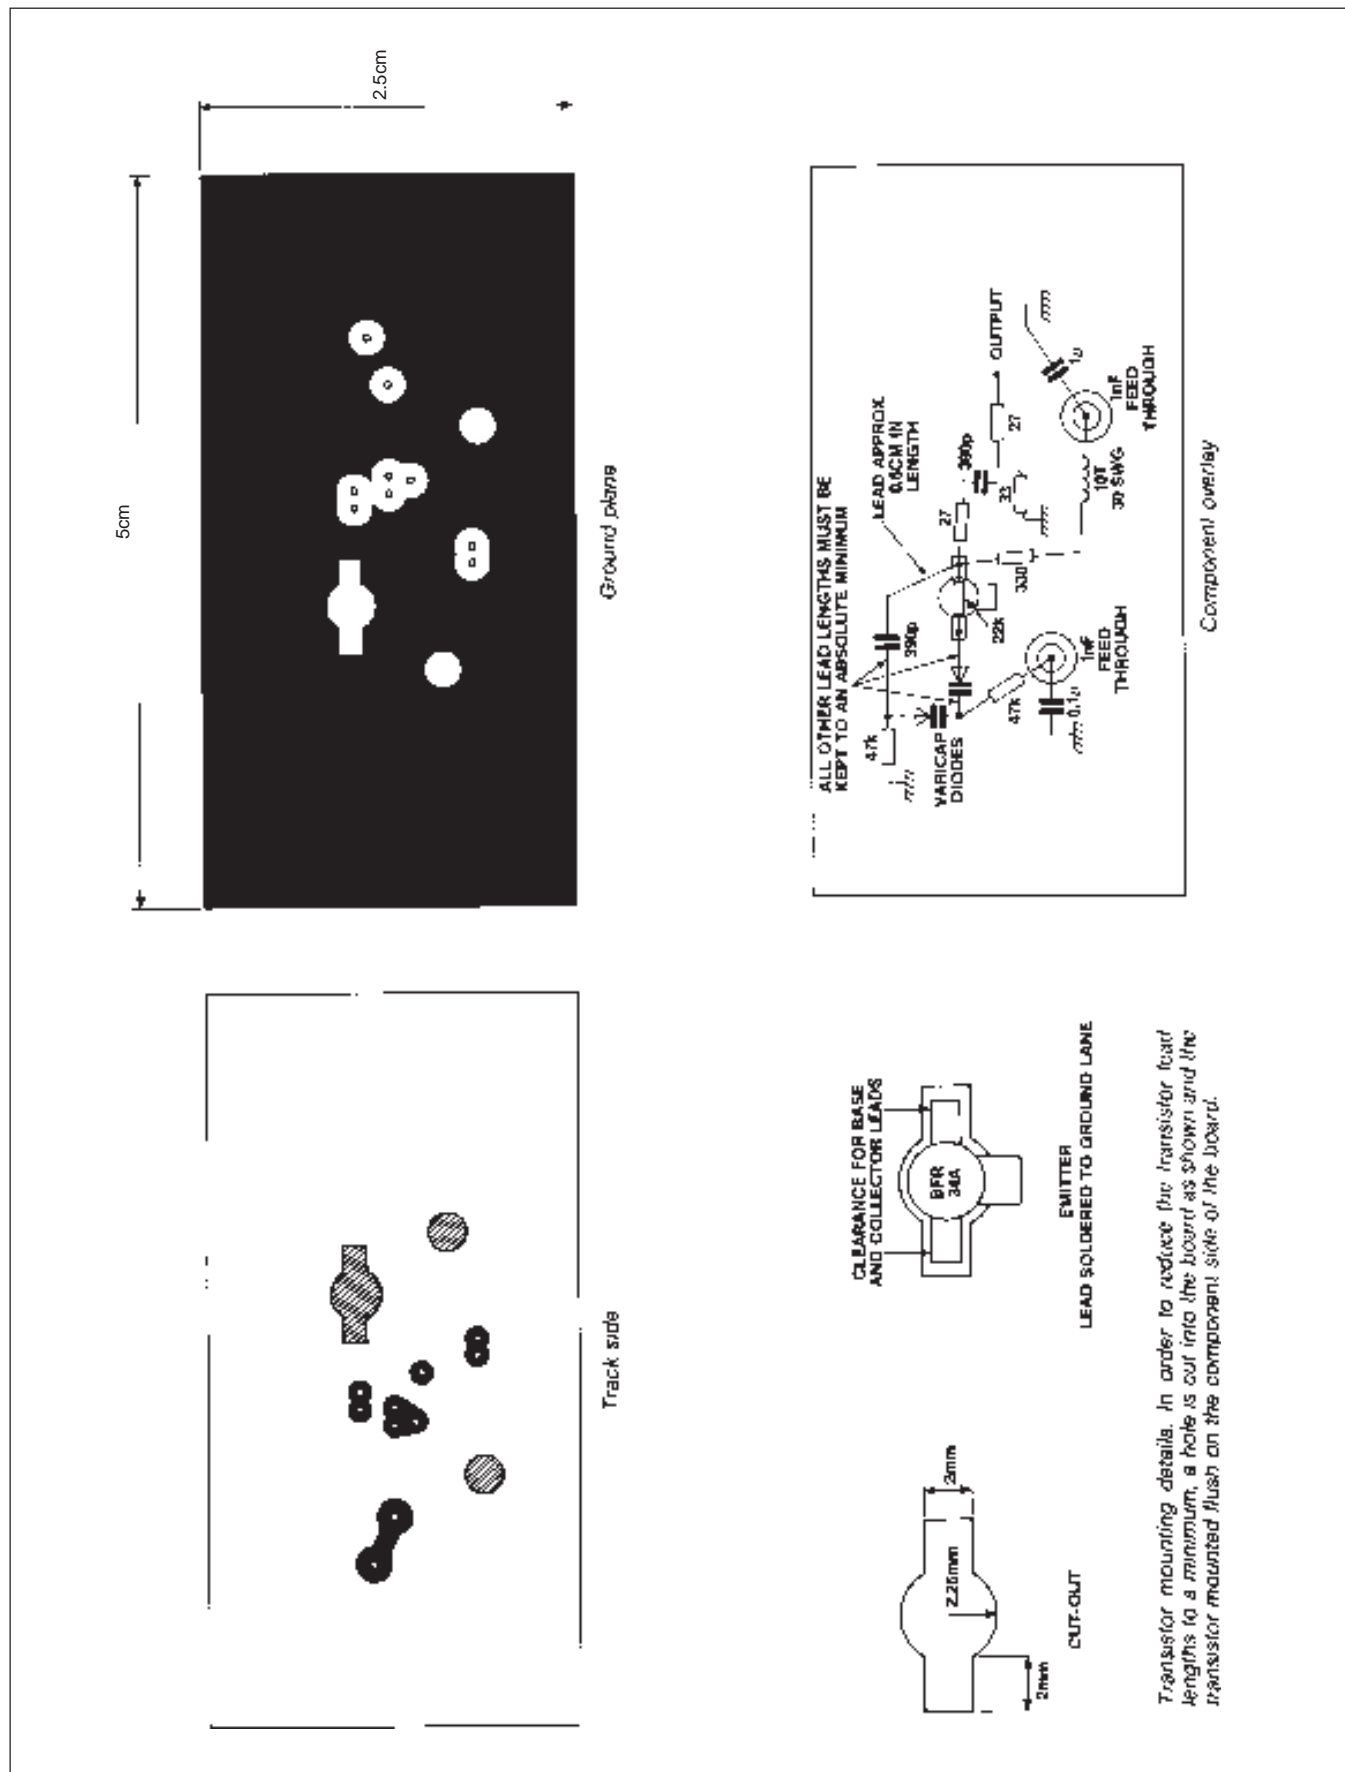 5cm
2.5cm
Ground plane
Track side
ALL OTHER LEAD LENGTHS MUST BE
KEPT TO AN ABSOLUTE MINIMUM
LEAD APPROX
0.6CM IN
LENGTH
390p
47k
VARICAP
DIODES
47k
0.1u
1nF
FEED
THROUGH
22k
27
390p
33
27
OUTPUT
330
10T
30 SWG
1u
1nF
FEED
THROUGH
Component overlay
CLEARANCE FOR BASE
AND COLLECTOR LEADS
BFR
34A
EMITTER
LEAD SOLDERED TO GROUND LANE
2mm
2.25mm
2mm
CUT-OUT
Transistor mounting details. In order to reduce the transistor lead
lengths to a minimum, a hole is cut into the board as shown and the
transistor mounted flush on the component side of the board.